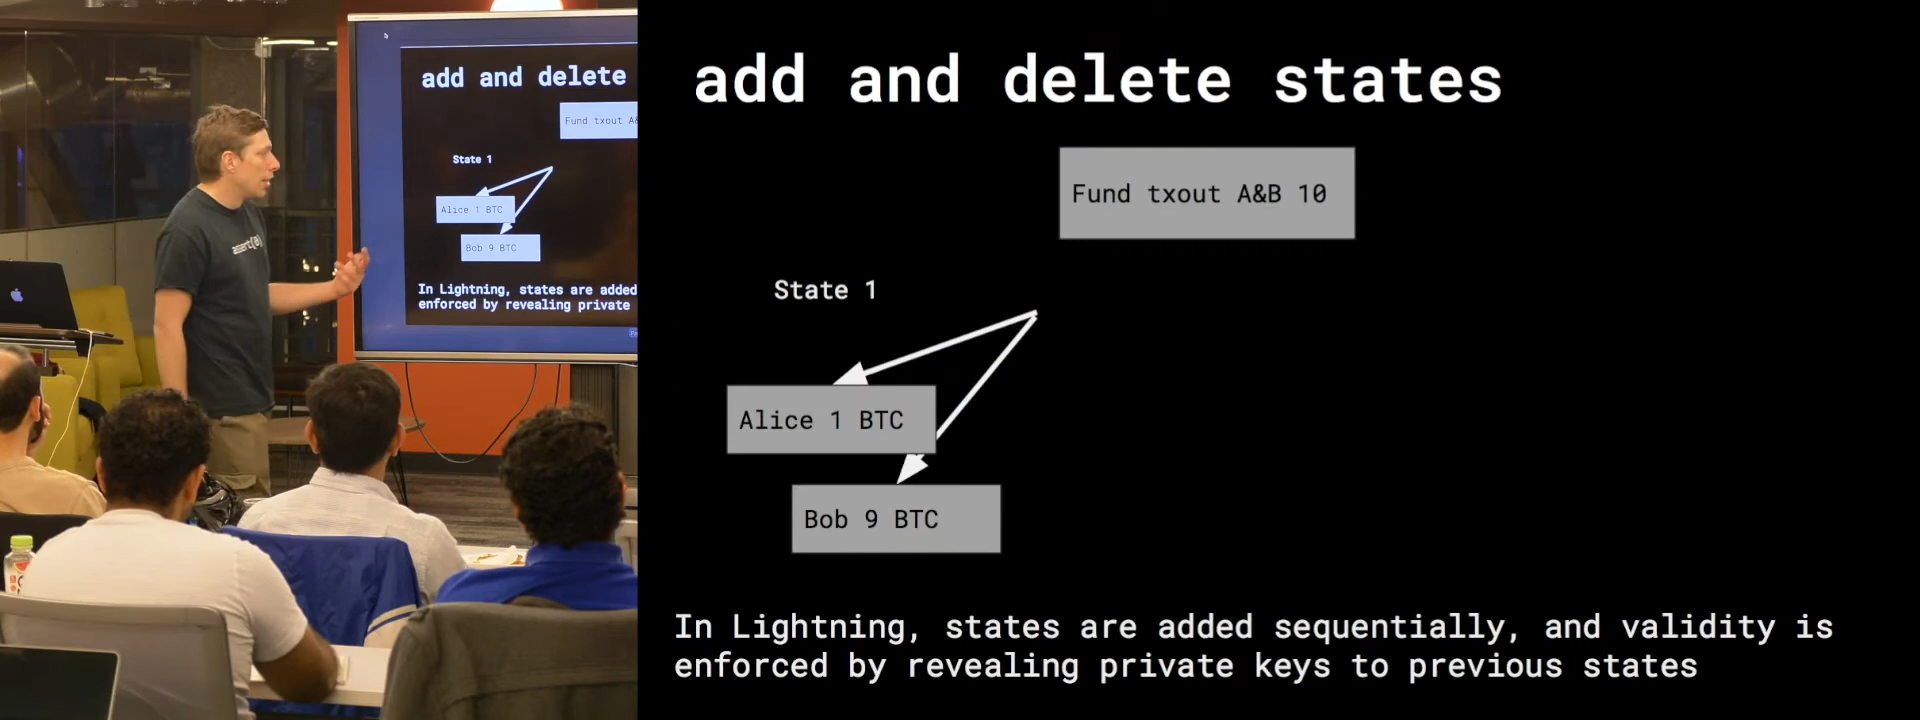 add and delete
Fund txout A&
State 1
Alice 1 BTC
Bob 9 BTC
In Lightning, states are added
enforced by revealing private
assert(0)
add and delete states
Fund txout A&B 10
State 1
Alice 1 BTC
Bob 9 BTC
In Lightning, states are added sequentially, and validity is
enforced by revealing private keys to previous states